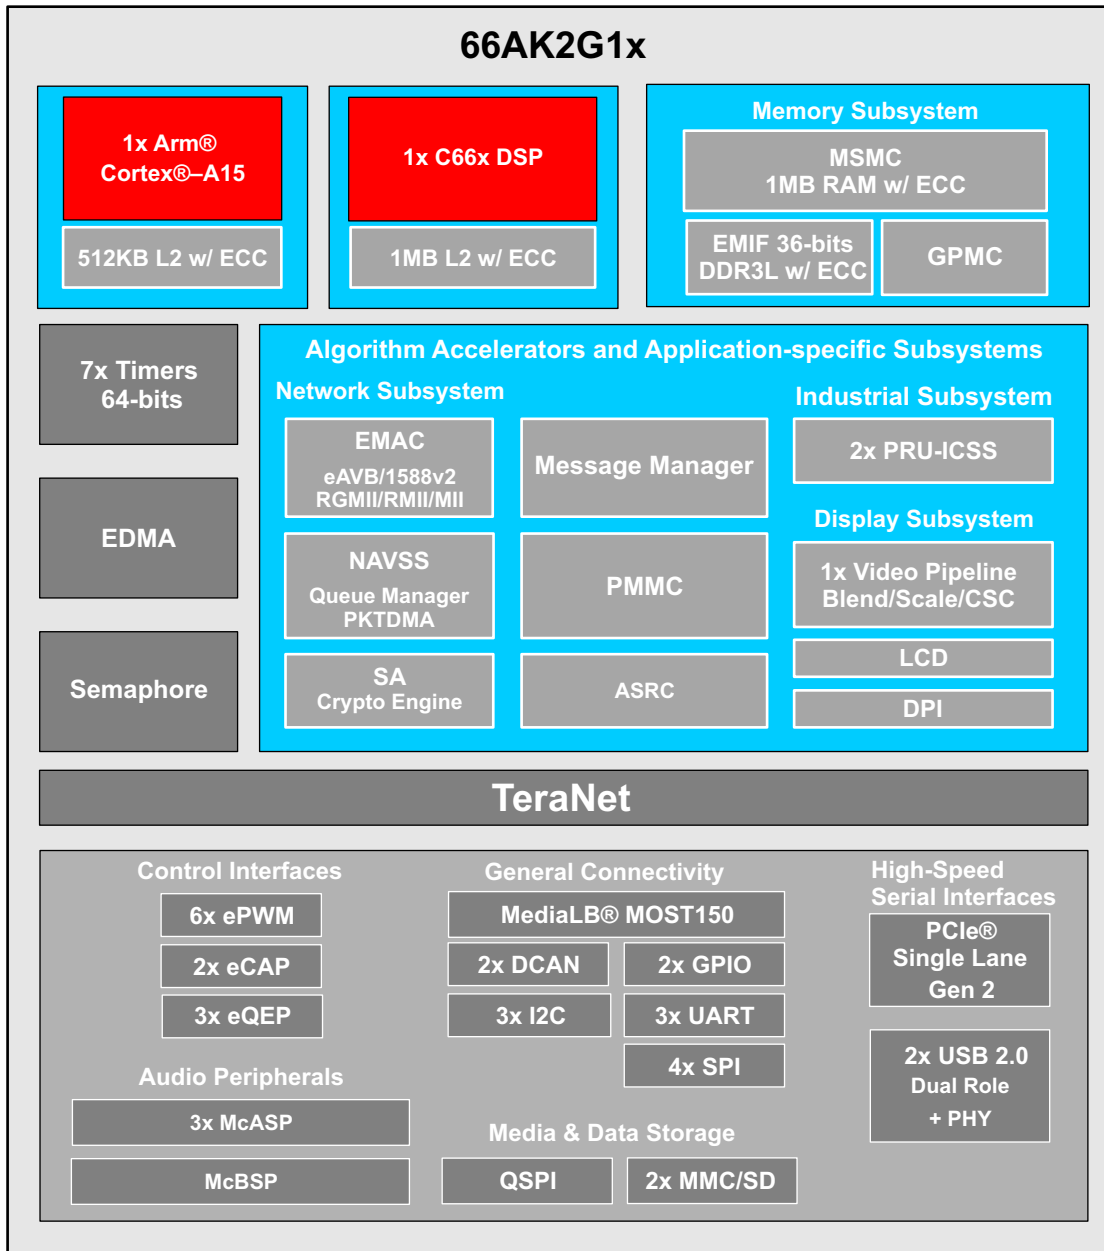 66AK2G1x
1x Arm®
Cortex®–A15
512KB L2 w/ ECC
1x C66x DSP
1MB L2 w/ ECC
Memory Subsystem
MSMC
1MB RAM w/ ECC
EMIF 36-bits
DDR3L w/ ECC
GPMC
7x Timers
64-bits
EDMA
Semaphore
Algorithm Accelerators and Application-specific Subsystems
Network Subsystem
EMAC
eAVB/1588v2
RGMII/RMII/MII
NAVSS
Queue Manager
PKTDMA
SA
Crypto Engine
Message Manager
PMMC
ASRC
Industrial Subsystem
2x PRU-ICSS
Display Subsystem
1x Video Pipeline
Blend/Scale/CSC
LCD
DPI
TeraNet
Control Interfaces
6x ePWM
2x eCAP
3x eQEP
Audio Peripherals
3x McASP
McBSP
General Connectivity
MediaLB® MOST150
2x DCAN
2x GPIO
3x I2C
3x UART
4x SPI
Media & Data Storage
QSPI
2x MMC/SD
High-Speed
Serial Interfaces
PCIe®
Single Lane
Gen 2
2x USB 2.0
Dual Role
+ PHY